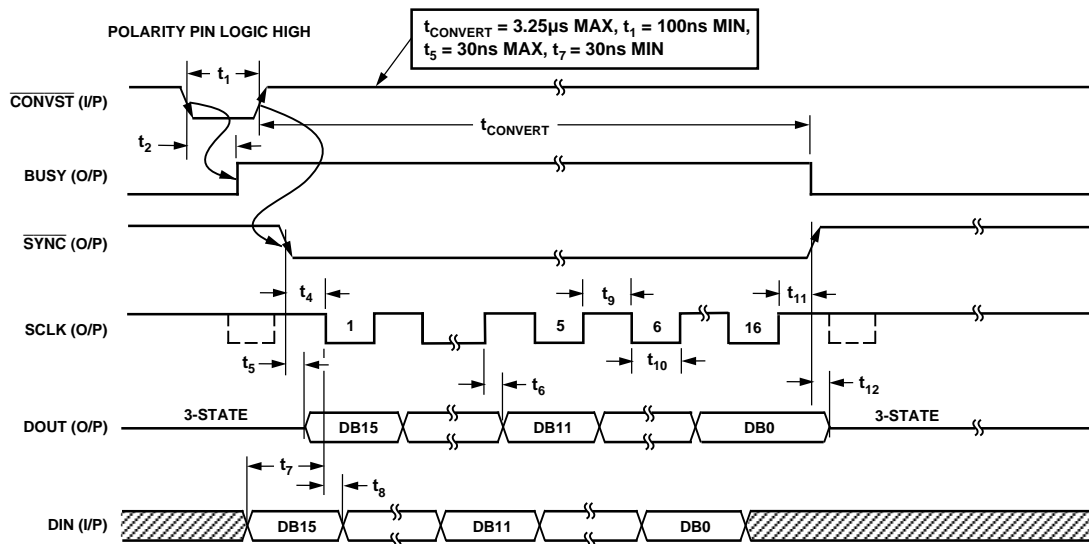 POLARITY PIN LOGIC HIGH
tCONVERT = 3.25µs MAX, t1 = 100ns MIN,
t5 = 30ns MAX, t7 = 30ns MIN
t1
CONVST (I/P)
t2
tCONVERT
BUSY (O/P)
SYNC (O/P)
t4
t9
t11
SCLK (O/P)
1
5
6
16
t5
t6
t10
t12
3-STATE
3-STATE
DOUT (O/P)
DB15
DB11
DB0
t7
t8
DIN (I/P)
DB15
DB11
DB0